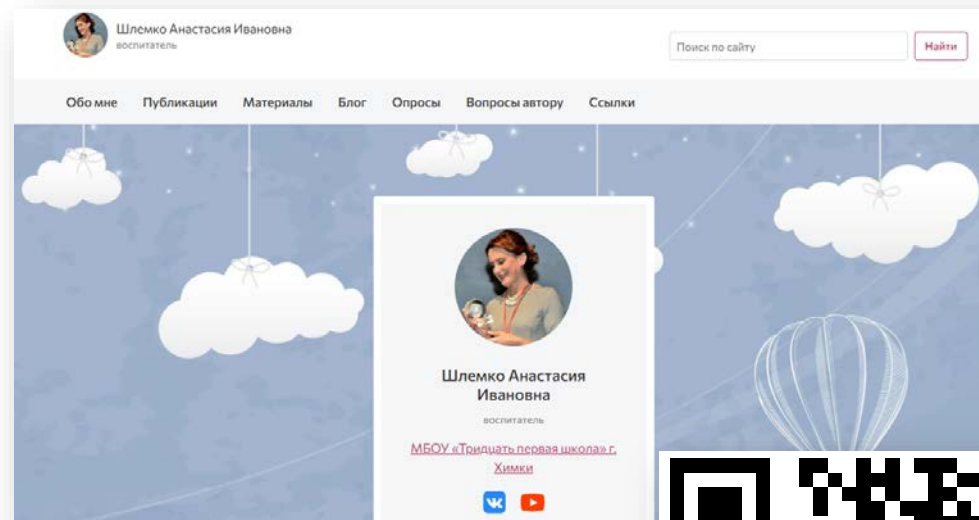 Шлемко Анастасия Ивановна
воспитатель
Поиск по сайту
Найти
Обо мне Публикации Материалы Блог Опросы Вопросы автору Ссылки
Шлемко Анастасия
Ивановна
воспитатель
МБОУ «Тридцать первая школа» г.
Химки